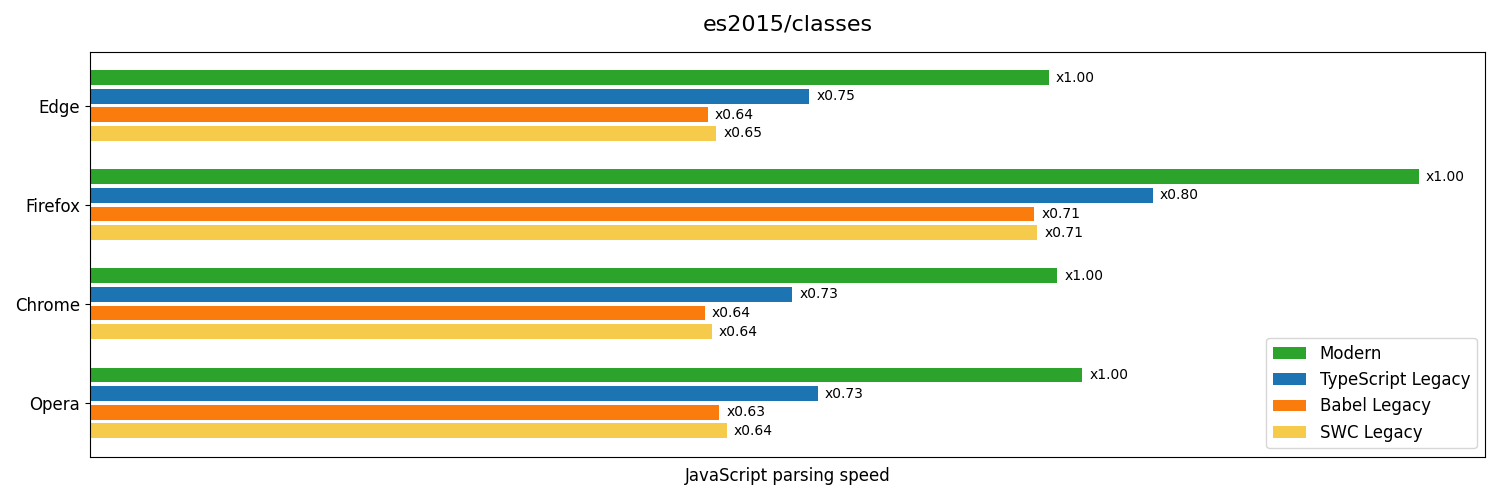 es2015/classes
Edge
x1.00
x0.75
x0.64
x0.65
Firefox
x1.00
x0.80
x0.71
x0.71
Chrome
x1.00
x0.73
x0.64
x0.64
Opera
x1.00
x0.73
x0.63
x0.64
Modern
TypeScript Legacy
Babel Legacy
SWC Legacy
JavaScript parsing speed